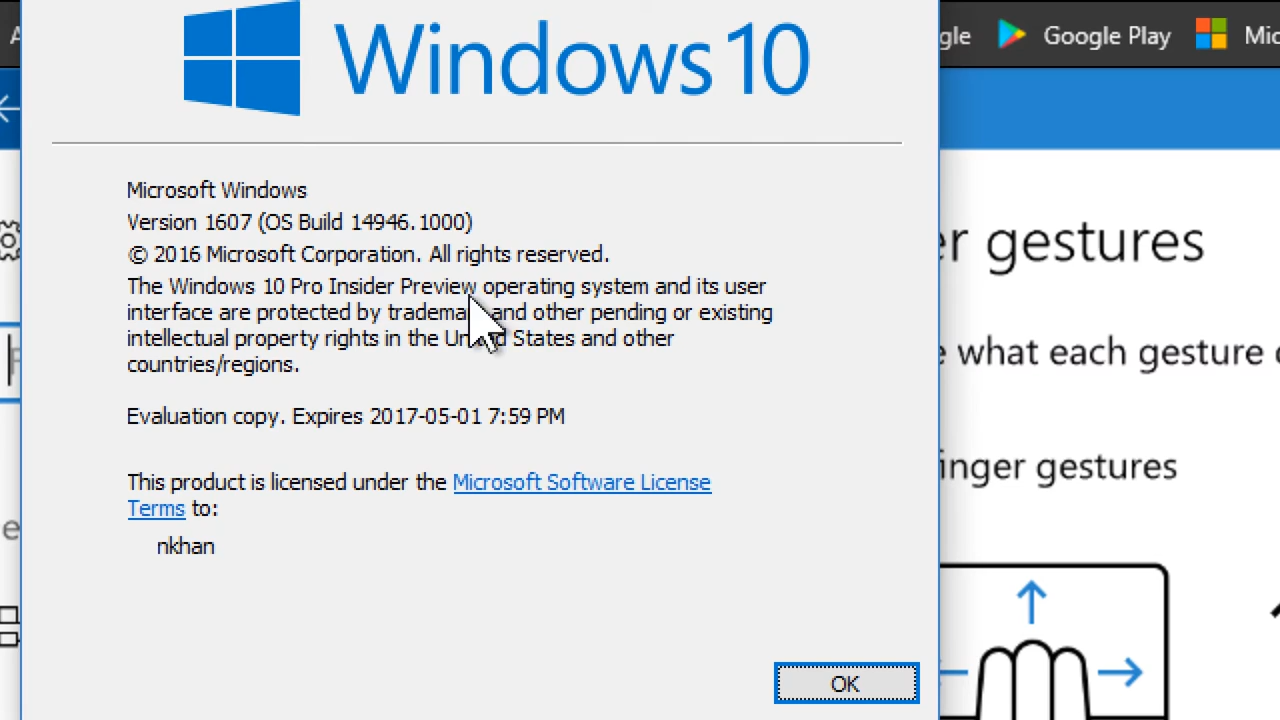 Windows 10
gle Google Play Mic
Microsoft Windows
Version 1607 (OS Build 14946.1000)
© 2016 Microsoft Corporation. All rights reserved.
The Windows 10 Pro Insider Preview operating system and its user
interface are protected by trademark and other pending or existing
intellectual property rights in the United States and other
countries/regions.
Evaluation copy. Expires 2017-05-01 7:59 PM
This product is licensed under the Microsoft Software License
Terms to:
nkhan
OK
er gestures
e what each gesture
inger gestures